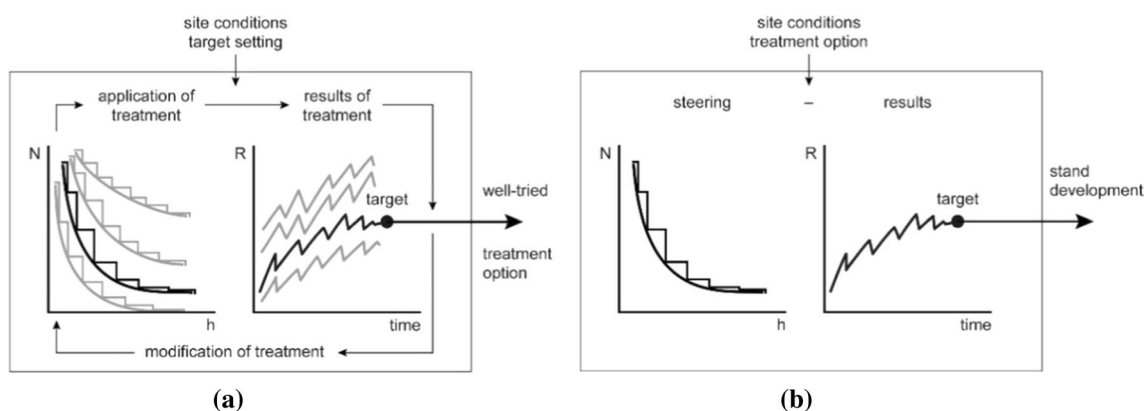 site conditions
target setting
application of
treatment
results of
treatment
N
R
target
well-tried
treatment
option
h
time
modification of treatment
(a)
site conditions
treatment option
steering
–
results
N
R
target
stand
development
h
time
(b)